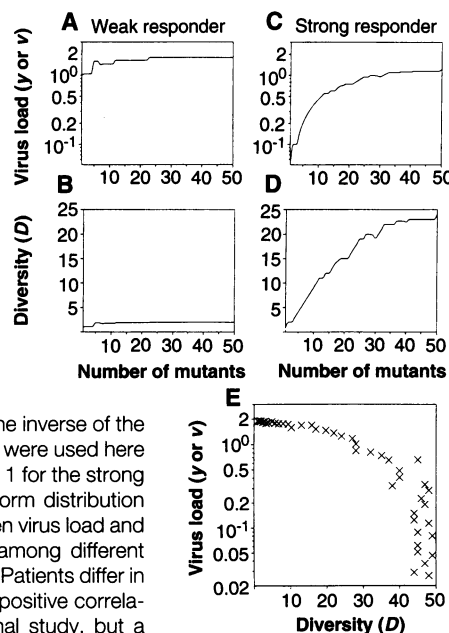 A Weak responder
C Strong responder
Virus load (y or v)
2
10⁰
0.5
0.2
10⁻¹
10 20 30 40 50
2
10⁰
0.5
0.2
10⁻¹
10 20 30 40 50
B
D
Diversity (D)
25
20
15
10
5
10 20 30 40 50
Number of mutants
25
20
15
10
5
10 20 30 40 50
Number of mutants
E
Virus load (y or v)
2
10⁰
0.5
.2
10⁻¹
0.05
0.02
10 20 30 40 50
Diversity (D)
ne inverse of the
were used here
1 for the strong
orm distribution
en virus load and
among different
Patients differ in
positive correla-
nal study, but a